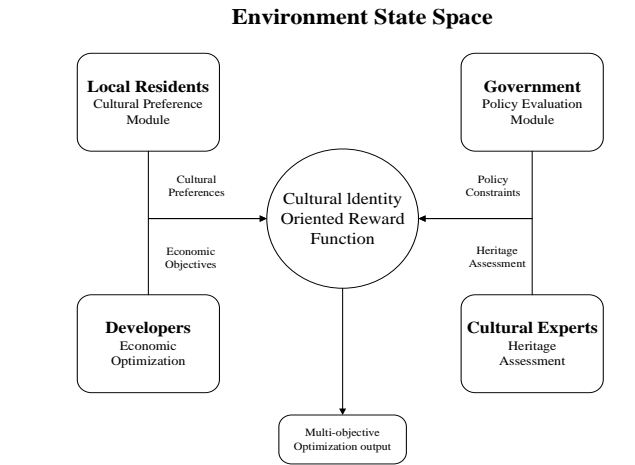 Environment State Space
Local Residents
Cultural Preference
Module
Government
Policy Evaluation
Module
Cultural
Preferences
Policy
Constraints
Cultural Identity
Oriented Reward
Function
Economic
Objectives
Heritage
Assessment
Developers
Economic
Optimization
Cultural Experts
Heritage
Assessment
Multi-objective
Optimization output